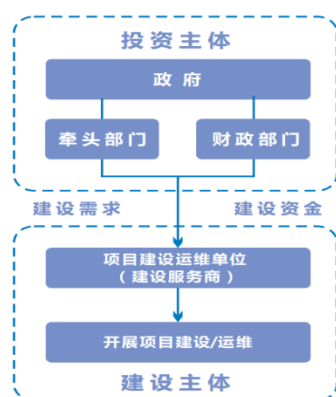 投资主体
政府
牵头部门 财政部门
建设需求 建设资金
项目建设运维单位
（建设服务商）
开展项目建设/运维
建设主体